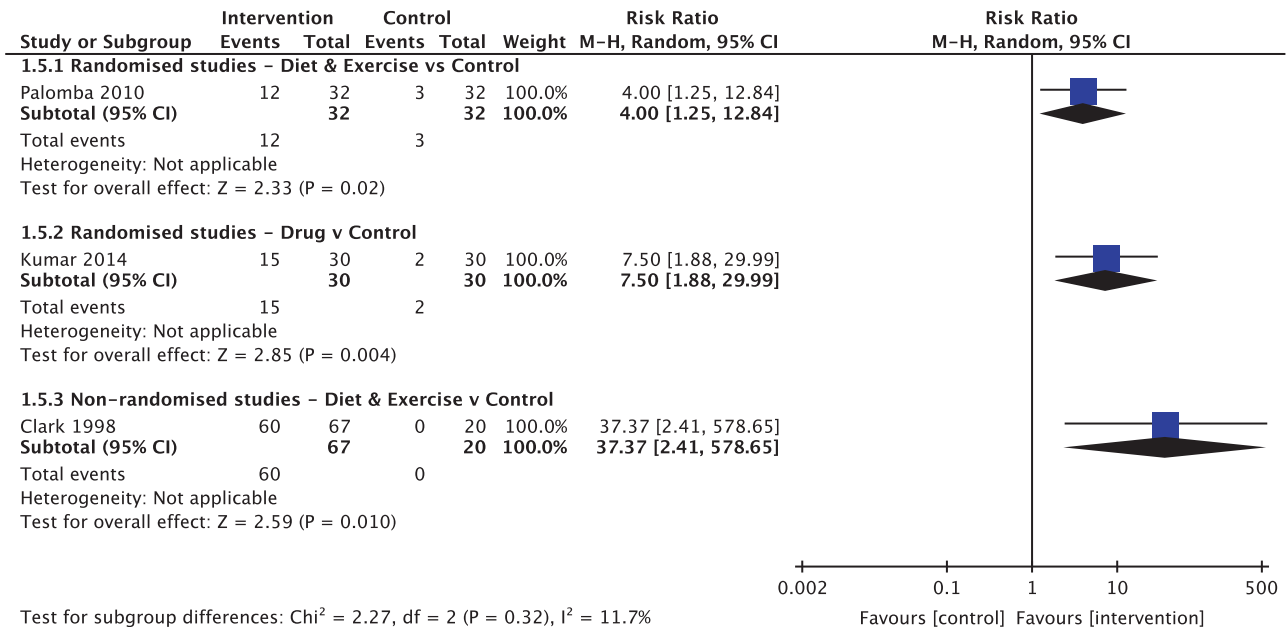 Intervention Control Risk Ratio Risk Ratio
Study or Subgroup Events Total Events Total Weight M–H, Random, 95% CI M–H, Random, 95% CI
1.5.1 Randomised studies – Diet & Exercise vs Control
Palomba 2010 12 32 3 32 100.0% 4.00 [1.25, 12.84]
Subtotal (95% CI) 32 32 100.0% 4.00 [1.25, 12.84]
Total events 12 3
Heterogeneity: Not applicable
Test for overall effect: Z = 2.33 (P = 0.02)
1.5.2 Randomised studies – Drug v Control
Kumar 2014 15 30 2 30 100.0% 7.50 [1.88, 29.99]
Subtotal (95% CI) 30 30 100.0% 7.50 [1.88, 29.99]
Total events 15 2
Heterogeneity: Not applicable
Test for overall effect: Z = 2.85 (P = 0.004)
1.5.3 Non–randomised studies – Diet & Exercise v Control
Clark 1998 60 67 0 20 100.0% 37.37 [2.41, 578.65]
Subtotal (95% CI) 67 20 100.0% 37.37 [2.41, 578.65]
Total events 60 0
Heterogeneity: Not applicable
Test for overall effect: Z = 2.59 (P = 0.010)
0.002 0.1 1 10 500
Test for subgroup differences: Chi² = 2.27, df = 2 (P = 0.32), I² = 11.7% Favours [control] Favours [intervention]